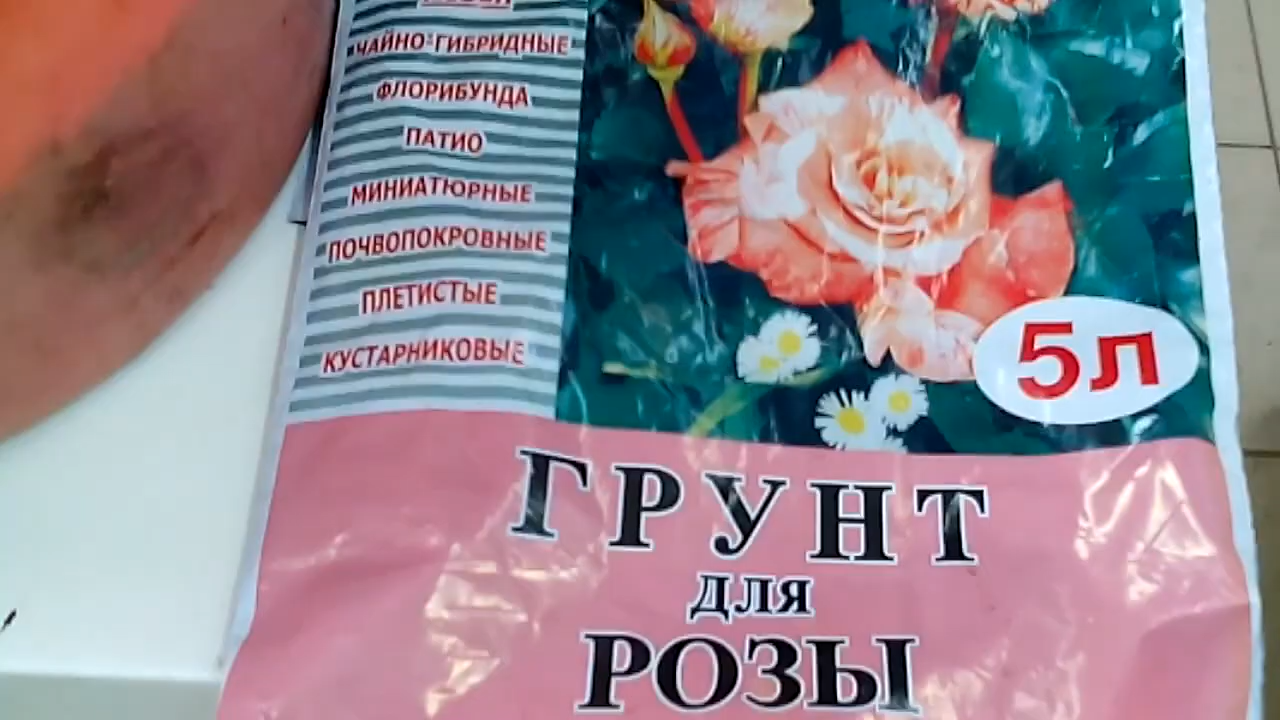 ЧАЙНО-ГИБРИДНЫЕ
ФЛОРИБУНДА
ПАТИО
МИНИАТЮРНЫЕ
ПОЧВОПОКРОВНЫЕ
ПЛЕТИСТЫЕ
КУСТАРНИКОВЫЕ
5л
ГРУНТ
для
РОЗЫ